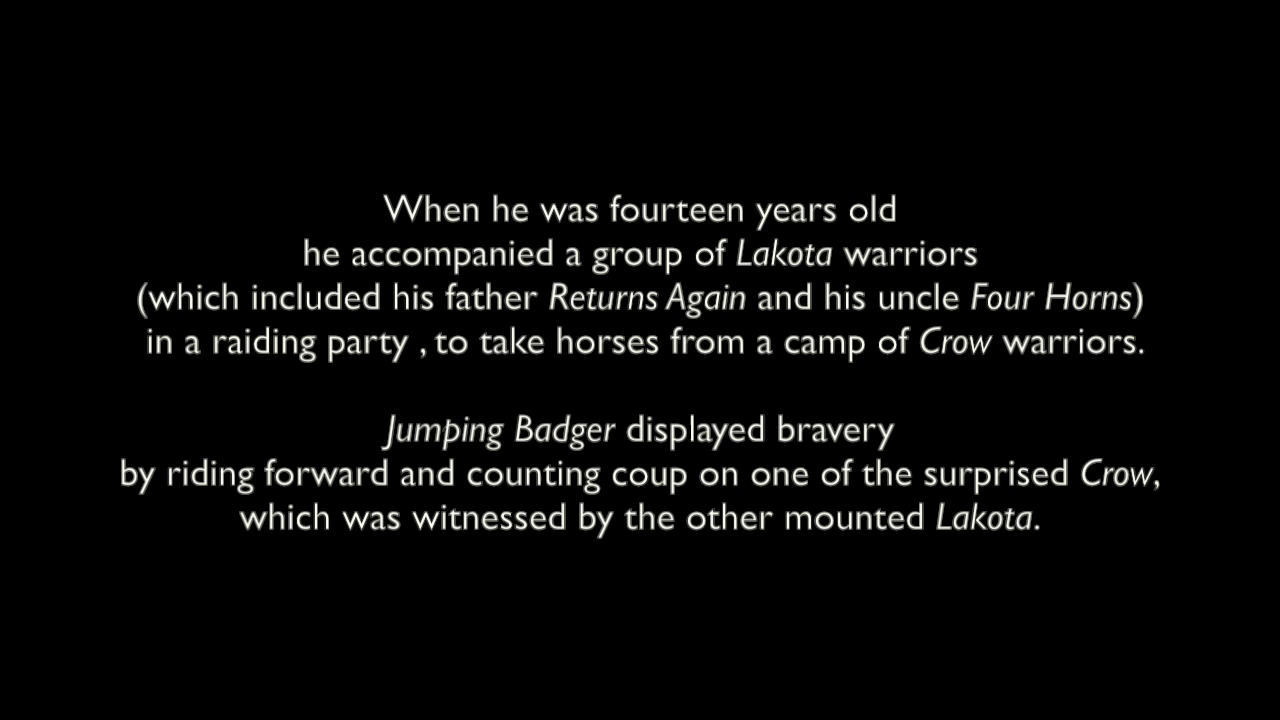 When he was fourteen years old
he accompanied a group of Lakota warriors
(which included his father Returns Again and his uncle Four Horns)
in a raiding party , to take horses from a camp of Crow warriors.
Jumping Badger displayed bravery
by riding forward and counting coup on one of the surprised Crow,
which was witnessed by the other mounted Lakota.